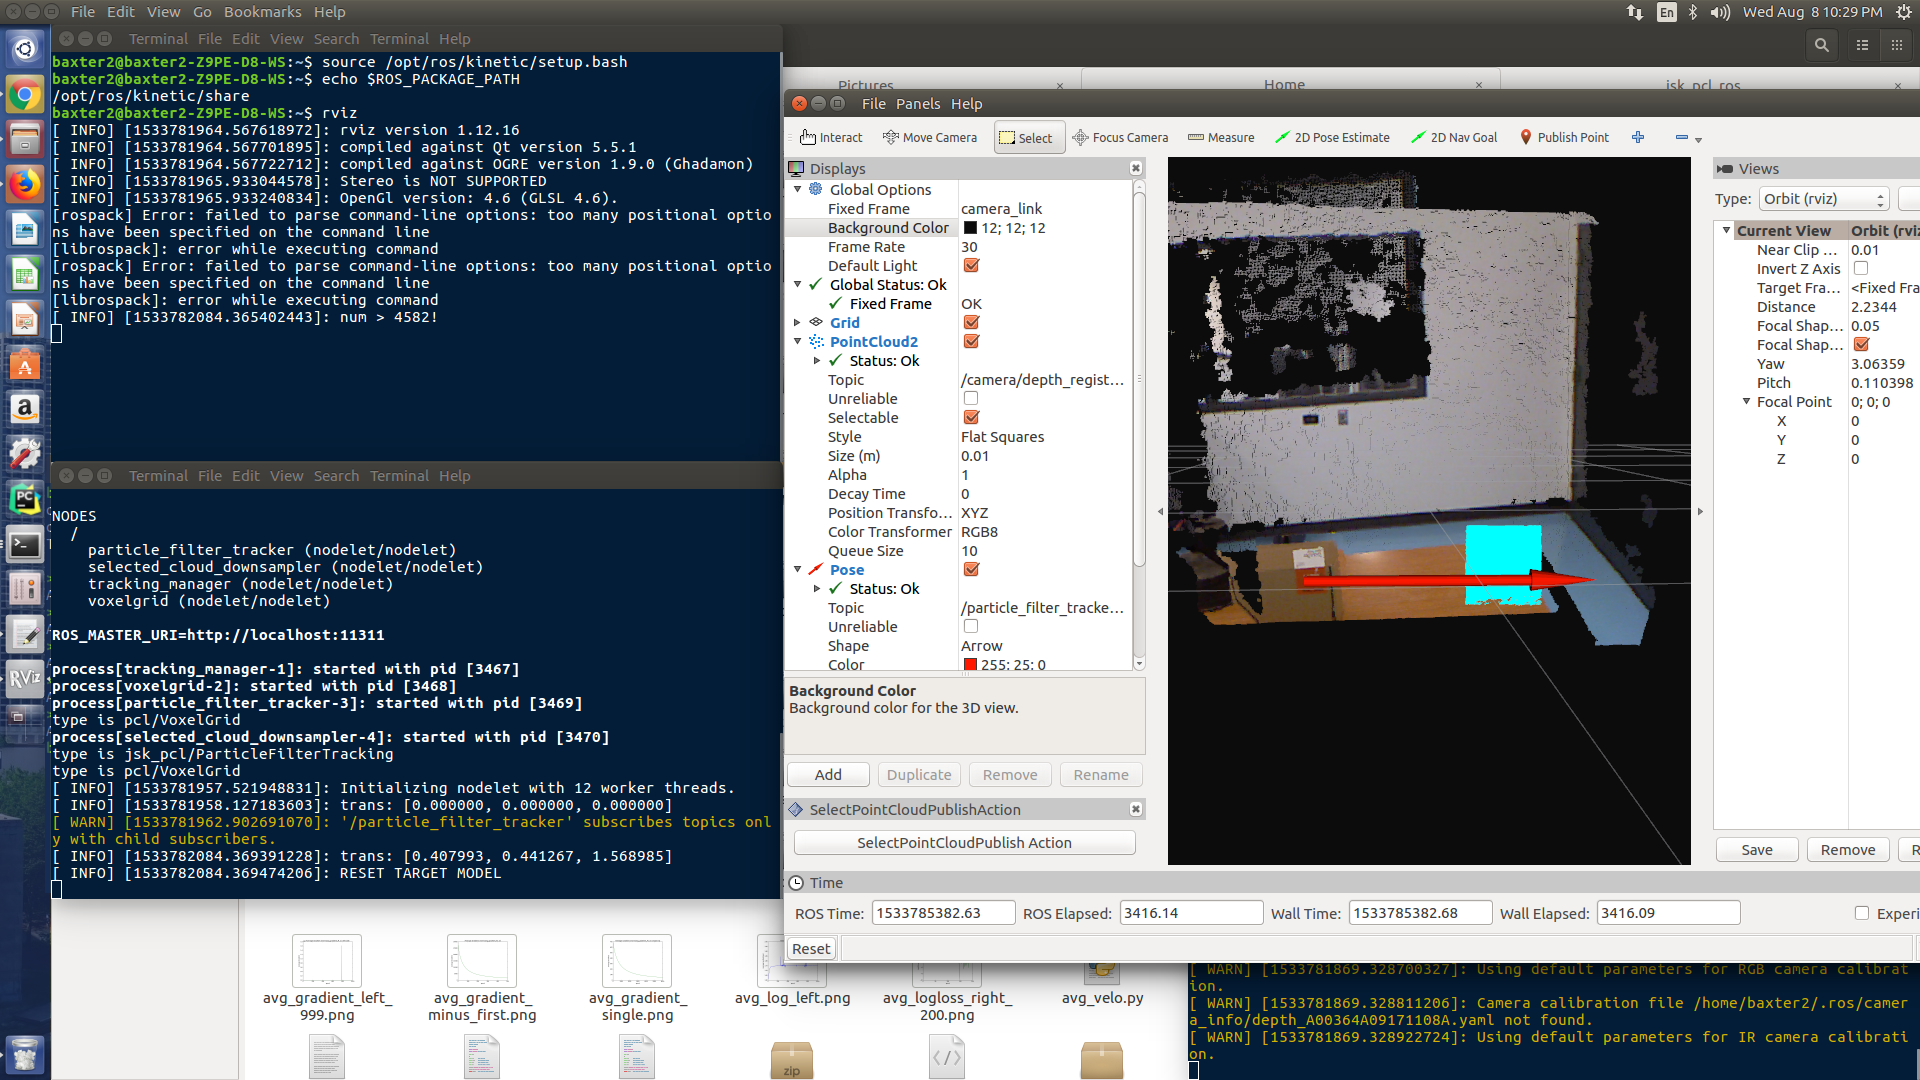 File Edit View Go Bookmarks Help
En
Wed Aug 8 10:29 PM
Terminal File Edit View Search Terminal Help
baxter2@baxter2-Z9PE-D8-WS:~$ source /opt/ros/kinetic/setup.bash
baxter2@baxter2-Z9PE-D8-WS:~$ echo $ROS_PACKAGE_PATH
/opt/ros/kinetic/share
baxter2@baxter2-Z9PE-D8-WS:~$ rviz
[ INFO] [1533781964.567618972]: rviz version 1.12.16
[ INFO] [1533781964.567701895]: compiled against Qt version 5.5.1
[ INFO] [1533781964.567722712]: compiled against OGRE version 1.9.0 (Ghadamon)
[ INFO] [1533781965.933044578]: Stereo is NOT SUPPORTED
[ INFO] [1533781965.933240834]: OpenGl version: 4.6 (GLSL 4.6).
[rospack] Error: failed to parse command-line options: too many positional optio
ns have been specified on the command line
[librospack]: error while executing command
[rospack] Error: failed to parse command-line options: too many positional optio
ns have been specified on the command line
[librospack]: error while executing command
[ INFO] [1533782084.365402443]: num > 4582!
Terminal File Edit View Search Terminal Help
NODES
/
particle_filter_tracker (nodelet/nodelet)
selected_cloud_downsampler (nodelet/nodelet)
tracking_manager (nodelet/nodelet)
voxelgrid (nodelet/nodelet)
ROS_MASTER_URI=http://localhost:11311
process[tracking_manager-1]: started with pid [3467]
process[voxelgrid-2]: started with pid [3468]
process[particle_filter_tracker-3]: started with pid [3469]
type is pcl/VoxelGrid
process[selected_cloud_downsampler-4]: started with pid [3470]
type is jsk_pcl/ParticleFilterTracking
type is pcl/VoxelGrid
[ INFO] [1533781957.521948831]: Initializing nodelet with 12 worker threads.
[ INFO] [1533781958.127183603]: trans: [0.000000, 0.000000, 0.000000]
[ WARN] [1533781962.902691070]: '/particle_filter_tracker' subscribes topics onl
y with child subscribers.
[ INFO] [1533782084.369391228]: trans: [0.407993, 0.441267, 1.568985]
[ INFO] [1533782084.369474206]: RESET TARGET MODEL
Pictures
Home
jsk_pcl_ros
File Panels Help
Interact Move Camera Select Focus Camera Measure 2D Pose Estimate 2D Nav Goal Publish Point
Displays
Global Options
Fixed Frame camera_link
Background Color 12; 12; 12
Frame Rate 30
Default Light
Global Status: Ok
Fixed Frame OK
Grid
PointCloud2
Status: Ok
Topic /camera/depth_regist...
Unreliable
Selectable
Style Flat Squares
Size (m) 0.01
Alpha 1
Decay Time 0
Position Transfo... XYZ
Color Transformer RGB8
Queue Size 10
Pose
Status: Ok
Topic /particle_filter_tracke...
Unreliable
Shape Arrow
Color 255; 25; 0
Background Color
Background color for the 3D view.
Add Duplicate Remove Rename
SelectPointCloudPublishAction
SelectPointCloudPublish Action
Views
Type: Orbit (rviz)
Current View Orbit (rviz
Near Clip ... 0.01
Invert Z Axis
Target Fra... <Fixed Fra
Distance 2.2344
Focal Shap... 0.05
Focal Shap...
Yaw 3.06359
Pitch 0.110398
Focal Point 0; 0; 0
X 0
Y 0
Z 0
Save Remove R
Time
ROS Time: 1533785382.63 ROS Elapsed: 3416.14 Wall Time: 1533785382.68 Wall Elapsed: 3416.09 Experi
Reset
avg_gradient_left_
999.png
avg_gradient_
minus_first.png
avg_gradient_
single.png
avg_log_left.png
avg_logloss_right_
200.png
avg_velo.py
zip
[ WARN] [1533781869.328700327]: Using default parameters for RGB camera calibrat
ion.
[ WARN] [1533781869.328811206]: Camera calibration file /home/baxter2/.ros/camer
a_info/depth_A00364A09171108A.yaml not found.
[ WARN] [1533781869.328922724]: Using default parameters for IR camera calibrati
on.
PC
RViz